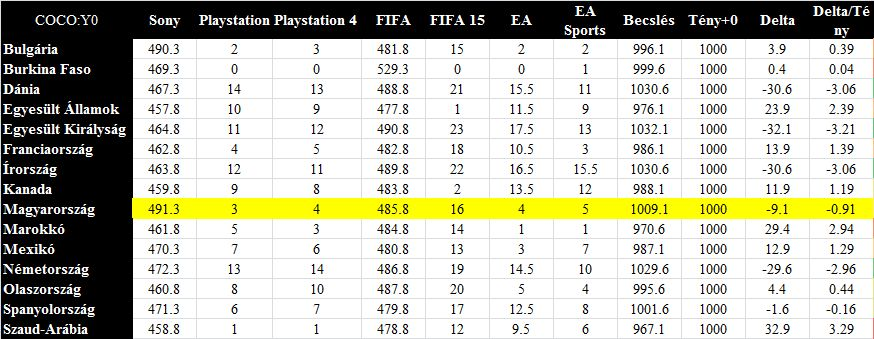 COCO:Y0 Sony Playstation Playstation 4 FIFA FIFA 15 EA EA Sports Becslés Tény+0 Delta Delta/Tény
Bulgária 490.3 2 3 481.8 15 2 2 996.1 1000 3.9 0.39
Burkina Faso 469.3 0 0 529.3 0 0 1 999.6 1000 0.4 0.04
Dánia 467.3 14 13 488.8 21 15.5 11 1030.6 1000 -30.6 -3.06
Egyesült Államok 457.8 10 9 477.8 1 11.5 9 976.1 1000 23.9 2.39
Egyesült Királyság 464.8 11 12 490.8 23 17.5 13 1032.1 1000 -32.1 -3.21
Franciaország 462.8 4 5 482.8 18 10.5 3 986.1 1000 13.9 1.39
Írország 463.8 12 11 489.8 22 16.5 15.5 1030.6 1000 -30.6 -3.06
Kanada 459.8 9 8 483.8 2 13.5 12 988.1 1000 11.9 1.19
Magyarország 491.3 3 4 485.8 16 4 5 1009.1 1000 -9.1 -0.91
Marokkó 461.8 5 3 484.8 14 1 1 970.6 1000 29.4 2.94
Mexikó 470.3 7 6 480.8 13 3 7 987.1 1000 12.9 1.29
Németország 472.3 13 14 486.8 19 14.5 10 1029.6 1000 -29.6 -2.96
Olaszország 460.8 8 10 487.8 20 5 4 995.6 1000 4.4 0.44
Spanyolország 471.3 6 7 479.8 17 12.5 8 1001.6 1000 -1.6 -0.16
Szaud-Arábia 458.8 1 1 478.8 12 9.5 6 967.1 1000 32.9 3.29